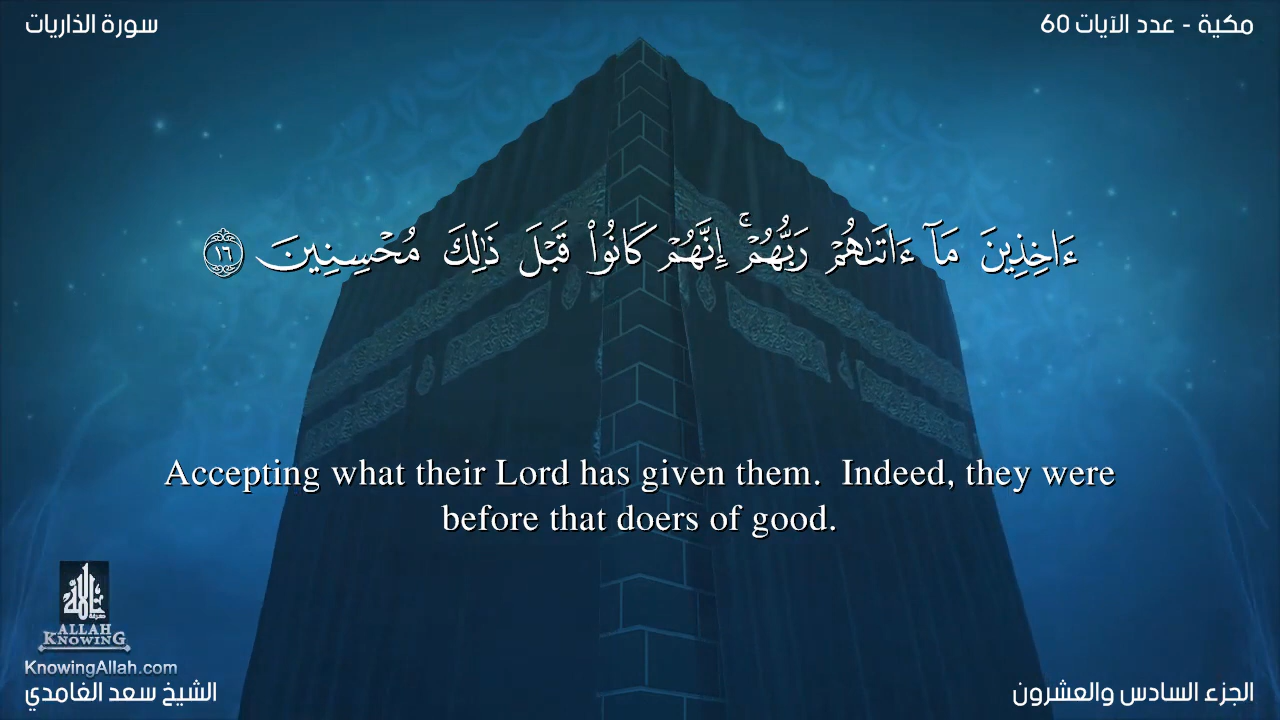 مكية - عدد الآيات 60
سورة الذاريات
ءَاخِذِينَ مَآ ءَاتَىٰهُمْ رَبُّهُمْ ۚ إِنَّهُمْ كَانُوا۟ قَبْلَ ذَٰلِكَ مُحْسِنِينَ ١٦
Accepting what their Lord has given them. Indeed, they were
before that doers of good.
الله
معرفة
ALLAH
KNOWING
KnowingAllah.com
الجزء السادس والعشرون
الشيخ سعد الغامدي